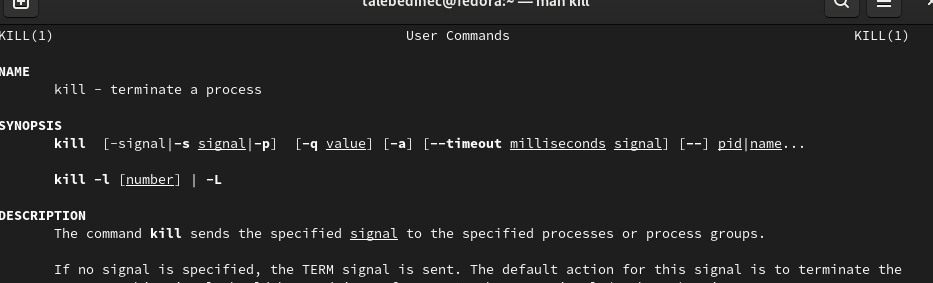 talebedinec@fedora:~ — man kill
KILL(1) User Commands KILL(1)
NAME
kill - terminate a process
SYNOPSIS
kill [-signal|-s signal|-p] [-q value] [-a] [--timeout milliseconds signal] [--] pid|name...
kill -l [number] | -L
DESCRIPTION
The command kill sends the specified signal to the specified processes or process groups.
If no signal is specified, the TERM signal is sent. The default action for this signal is to terminate the